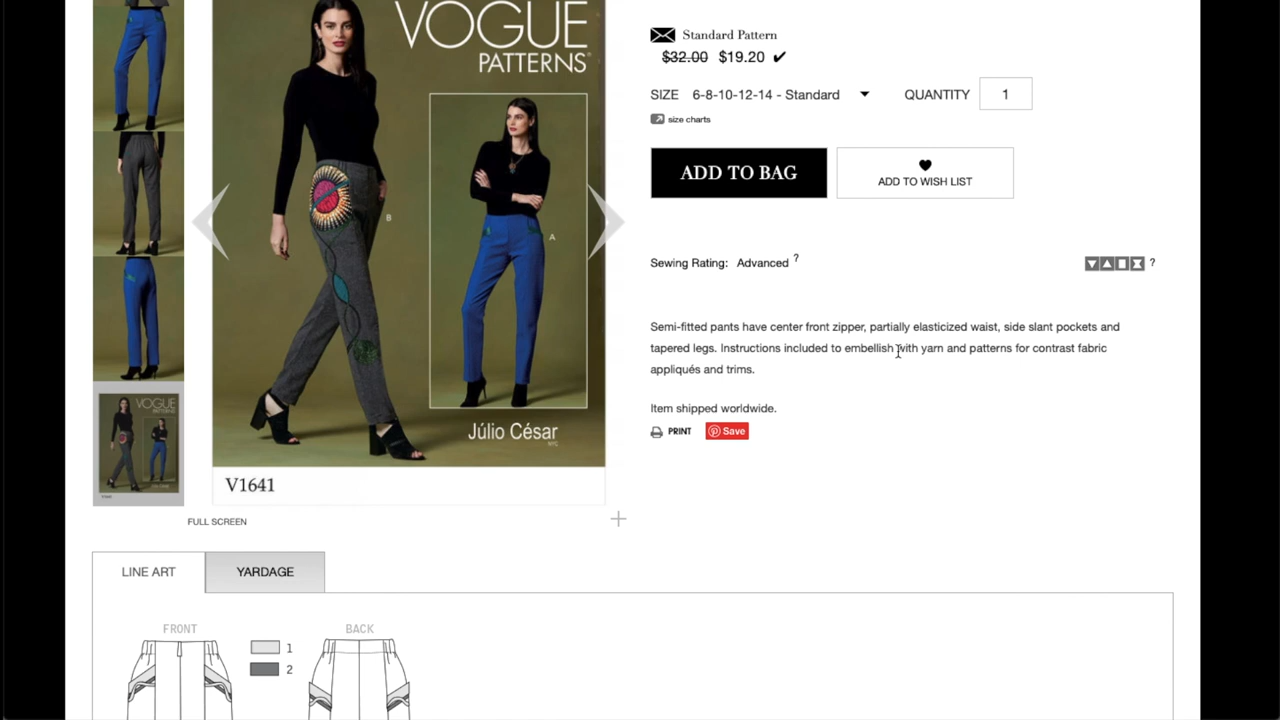 VOGUE
PATTERNS
B
A
Júlio César
NYC
V1641
FULL SCREEN
Standard Pattern
$32.00 $19.20 ✔
SIZE 6-8-10-12-14 - Standard QUANTITY 1
size charts
ADD TO BAG
ADD TO WISH LIST
Sewing Rating: Advanced ?
?
Semi-fitted pants have center front zipper, partially elasticized waist, side slant pockets and
tapered legs. Instructions included to embellish with yarn and patterns for contrast fabric
appliqués and trims.
Item shipped worldwide.
PRINT Save
LINE ART YARDAGE
FRONT 1 BACK
2